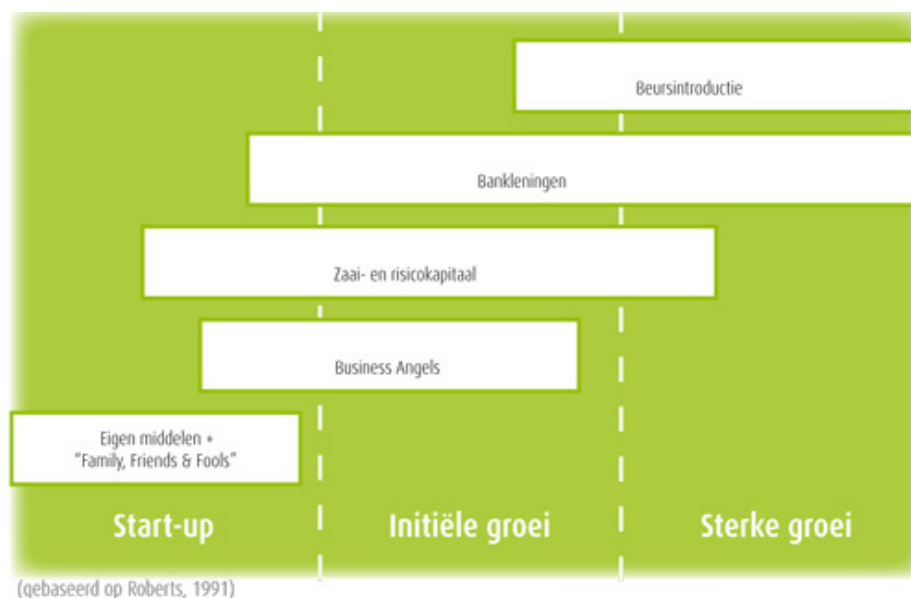 Beursintroductie
Bankleningen
Zaai- en risicokapitaal
Business Angels
Eigen middelen +
“Family, Friends & Fools”
Start-up
Initiële groei
Sterke groei
(gebaseerd op Roberts, 1991)